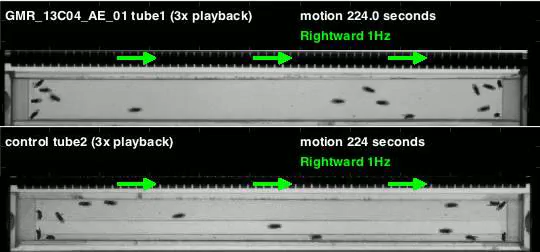 GMR_13C04_AE_01 tube1 (3x playback) motion 224.0 seconds
Rightward 1Hz
control tube2 (3x playback) motion 224 seconds
Rightward 1Hz